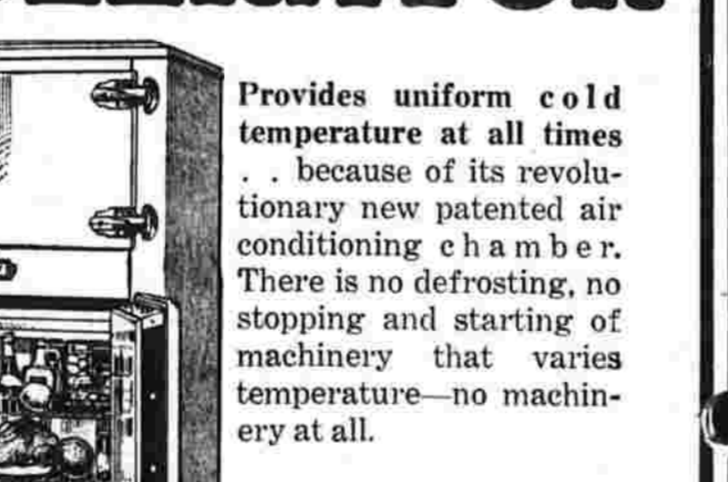 Provides uniform cold
temperature at all times
. . because of its revolu-
tionary new patented air
conditioning chamber.
There is no defrosting, no
stopping and starting of
machinery that varies
temperature—no machin-
ery at all.